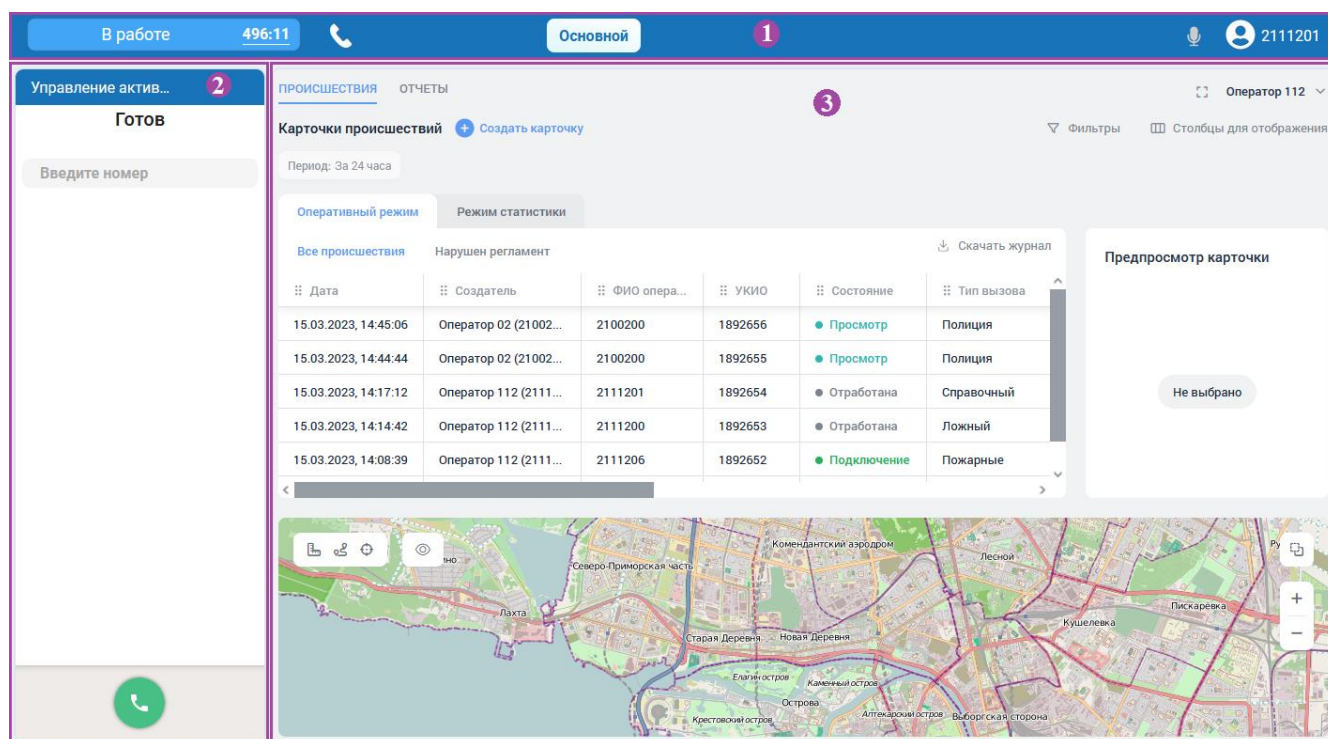 В работе 496:11 Основной 1 2111201
Управление актив... 2
Готов
Введите номер
ПРОИСШЕСТВИЯ ОТЧЕТЫ 3 Оператор 112
Карточки происшествий + Создать карточку Фильтры Столбцы для отображения
Период: За 24 часа
Оперативный режим Режим статистики
Все происшествия Нарушен регламент Скачать журнал
Предпросмотр карточки
Дата Создатель ФИО опера... УКИО Состояние Тип вызова
15.03.2023, 14:45:06 Оператор 02 (21002... 2100200 1892656 Просмотр Полиция
15.03.2023, 14:44:44 Оператор 02 (21002... 2100200 1892655 Просмотр Полиция
15.03.2023, 14:17:12 Оператор 112 (2111... 2111201 1892654 Отработана Справочный
Не выбрано
15.03.2023, 14:14:42 Оператор 112 (2111... 2111200 1892653 Отработана Ложный
15.03.2023, 14:08:39 Оператор 112 (2111... 2111206 1892652 Подключение Пожарные
Комендантский аэродром
Лесной
Северо-Приморская часть
Лахта
Пискарёвка
+
Кушелевка
−
Старая Деревня Новая Деревня
Елагин остров
Каменный остров
Острова
Крестовский остров
Аптекарский остров
Выборгская сторона